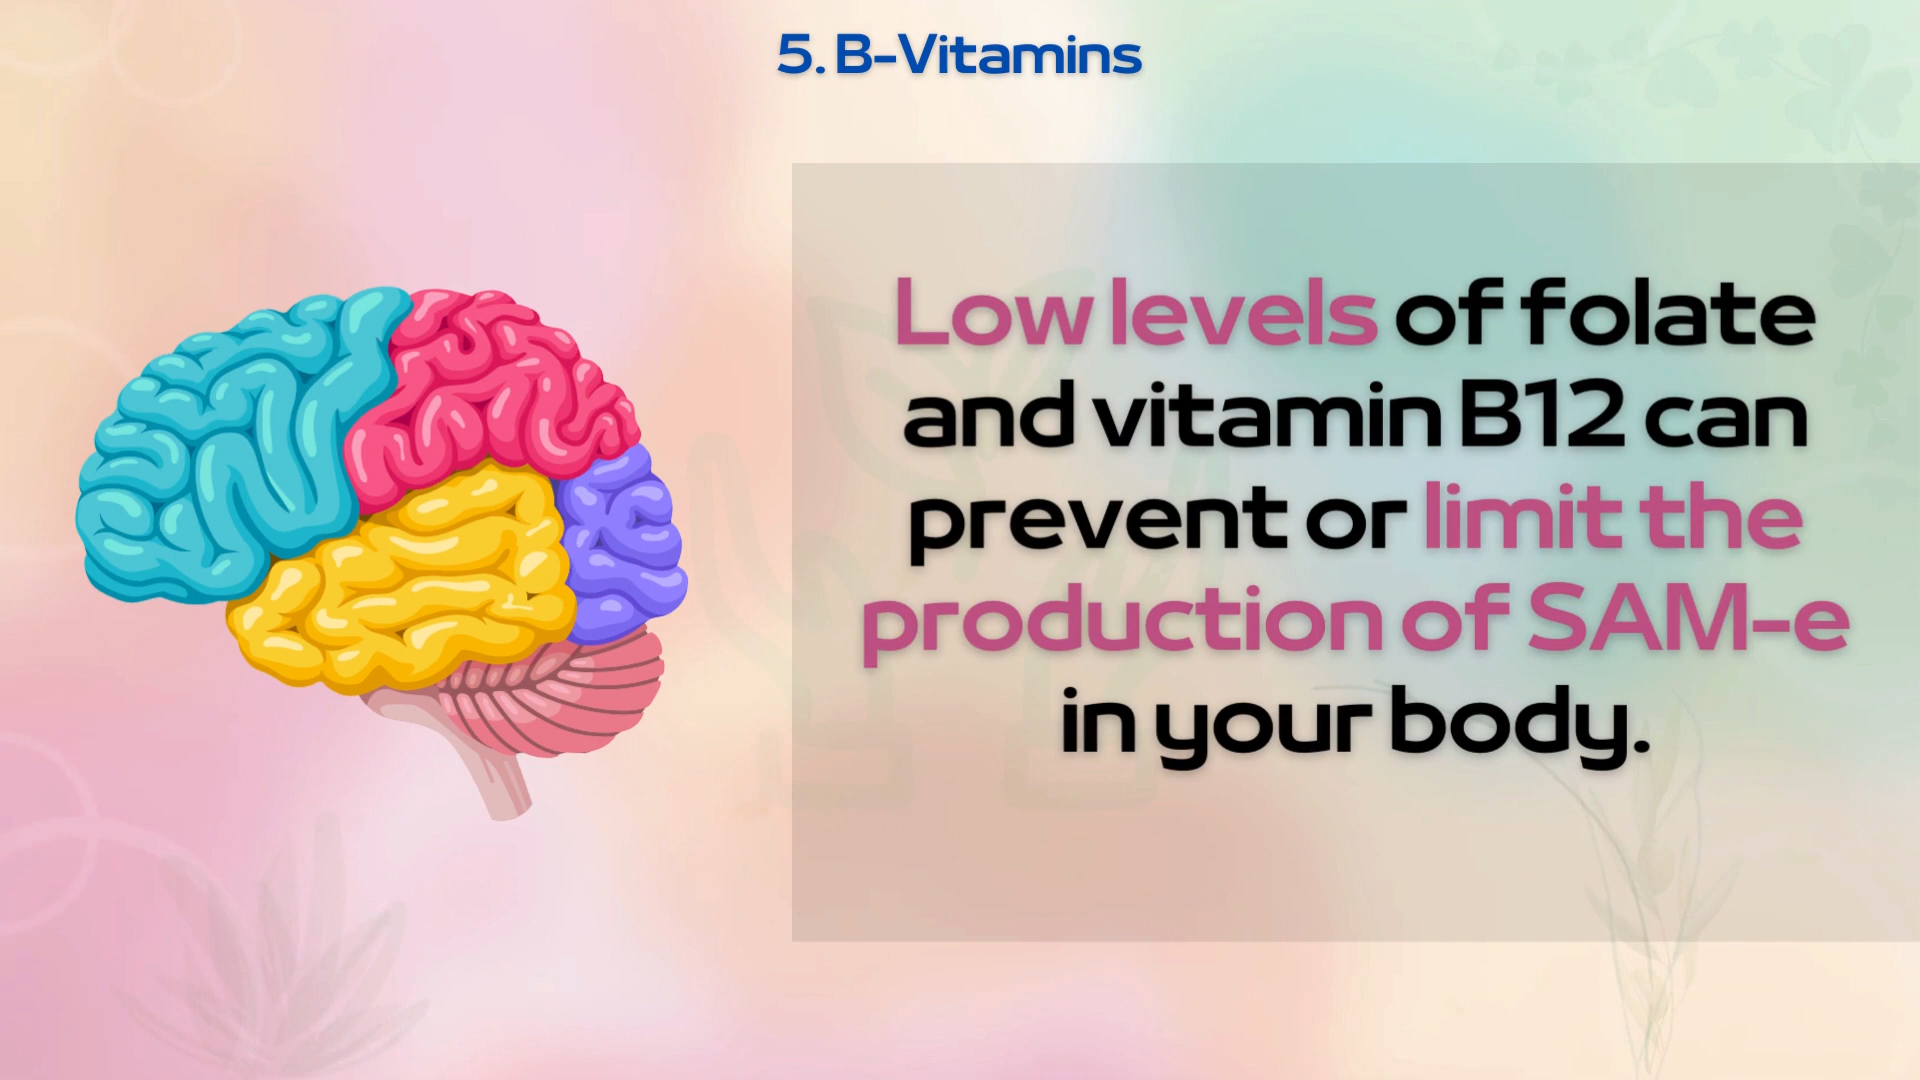 5. B-Vitamins
Low levels of folate
and vitamin B12 can
prevent or limit the
production of SAM-e
in your body.